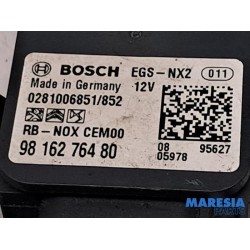 BOSCH EGS-NX2 011
Made in Germany 12V
0281006851/852
RB-NOX CEM00
98 162 764 80
08 95627
05978
MARESIA